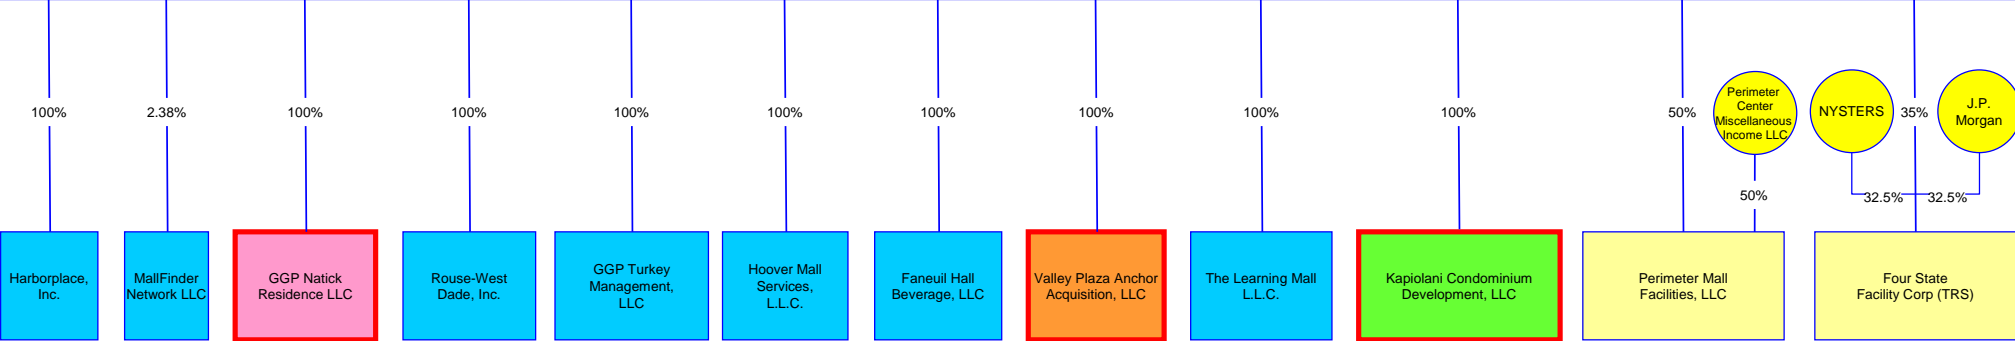 100%
2.38%
100%
100%
100%
100%
100%
100%
100%
100%
50%
Perimeter
Center
Miscellaneous
Income LLC
50%
NYSTERS
35%
J.P.
Morgan
32.5%
32.5%
Harborplace,
Inc.
MallFinder
Network LLC
GGP Natick
Residence LLC
Rouse-West
Dade, Inc.
GGP Turkey
Management,
LLC
Hoover Mall
Services,
L.L.C.
Faneuil Hall
Beverage, LLC
Valley Plaza Anchor
Acquisition, LLC
The Learning Mall
L.L.C.
Kapiolani Condominium
Development, LLC
Perimeter Mall
Facilities, LLC
Four State
Facility Corp (TRS)